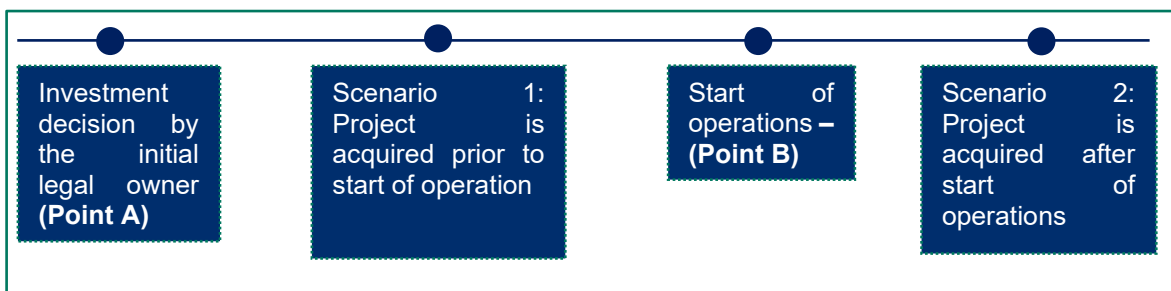 Investment
decision by
the initial
legal owner
(Point A)
Scenario 1:
Project is
acquired prior to
start of operation
Start of
operations –
(Point B)
Scenario 2:
Project is
acquired after
start of
operations